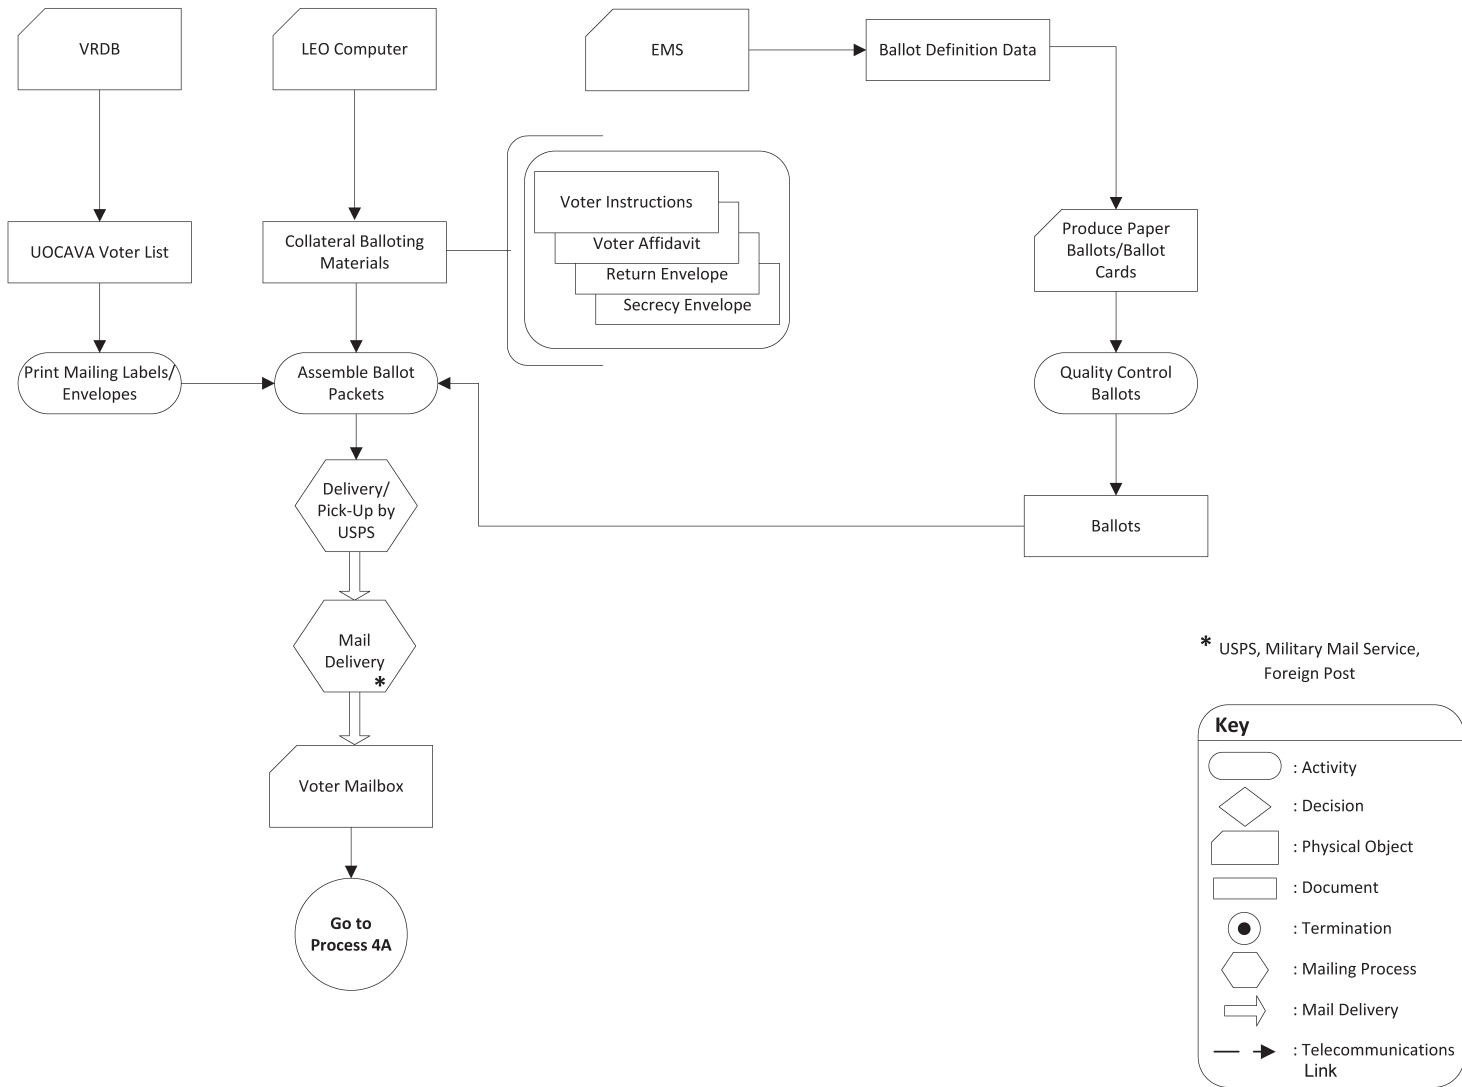 VRDB
LEO Computer
EMS
Ballot Definition Data
Voter Instructions
Voter Affidavit
Return Envelope
Secrecy Envelope
UOCAVA Voter List
Collateral Balloting
Materials
Produce Paper
Ballots/Ballot
Cards
Print Mailing Labels/
Envelopes
Assemble Ballot
Packets
Quality Control
Ballots
Delivery/
Pick-Up by
USPS
Ballots
Mail
Delivery
*
Voter Mailbox
Go to
Process 4A
* USPS, Military Mail Service,
Foreign Post
Key
: Activity
: Decision
: Physical Object
: Document
: Termination
: Mailing Process
: Mail Delivery
: Telecommunications
Link